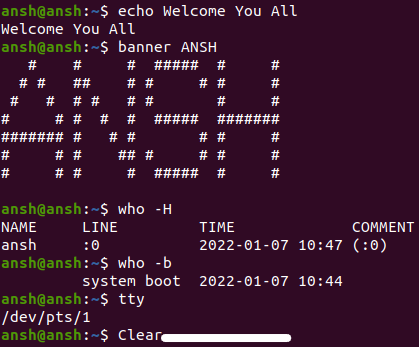 ansh@ansh:~$ echo Welcome You All
Welcome You All
ansh@ansh:~$ banner ANSH
   #    #     #  #####  #     #
  # #   ##    # #     # #     #
 #   #  # #   # #       #     #
#     # #  #  #  #####  #######
####### #   # #       # #     #
#     # #    ## #     # #     #
#     # #     #  #####  #     #
ansh@ansh:~$ who -H
NAME     LINE         TIME             COMMENT
ansh     :0           2022-01-07 10:47 (:0)
ansh@ansh:~$ who -b
         system boot  2022-01-07 10:44
ansh@ansh:~$ tty
/dev/pts/1
ansh@ansh:~$ Clear